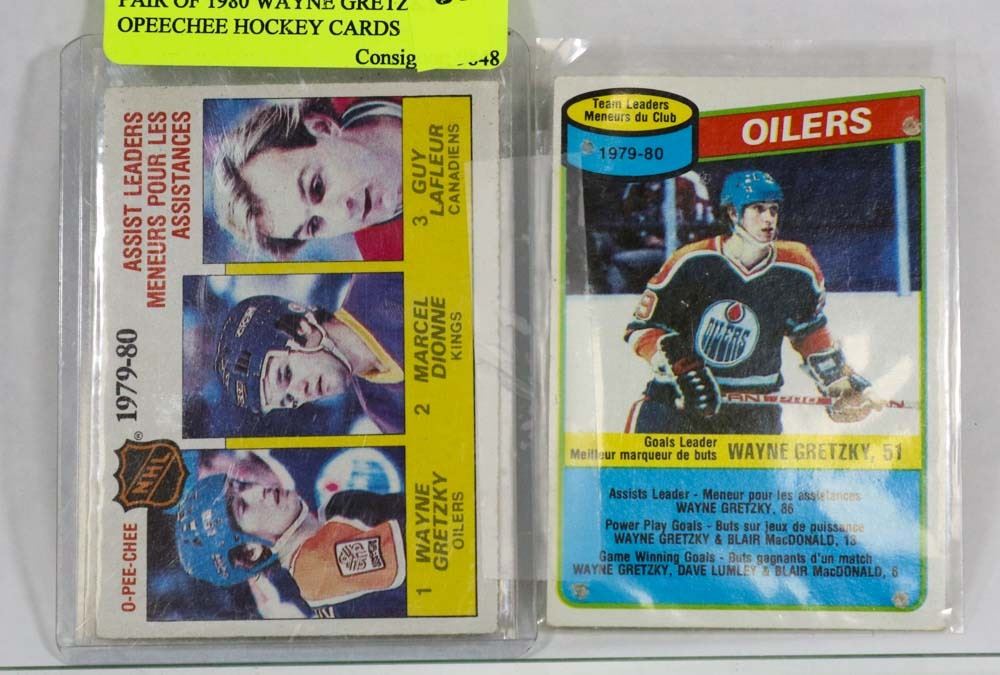 PAIR OF 1980 WAYNE GRETZ
OPEECHEE HOCKEY CARDS
Consig 9848
ASSIST LEADERS
MENEURS POUR LES
ASSISTANCES
1979-80
NHL
O-PEE-CHEE
1 WAYNE
GRETZKY
OILERS
2 MARCEL
DIONNE
KINGS
3 GUY
LAFLEUR
CANADIENS
Team Leaders
Meneurs du Club
1979-80
OILERS
OILERS
Goals Leader
Meilleur marqueur de buts
WAYNE GRETZKY, 51
Assists Leader - Meneur pour les assistances
WAYNE GRETZKY, 86
Power Play Goals - Buts sur jeux de puissance
WAYNE GRETZKY & BLAIR MacDONALD, 13
Game Winning Goals - Buts gagnants d'un match
WAYNE GRETZKY, DAVE LUMLEY & BLAIR MacDONALD, 6